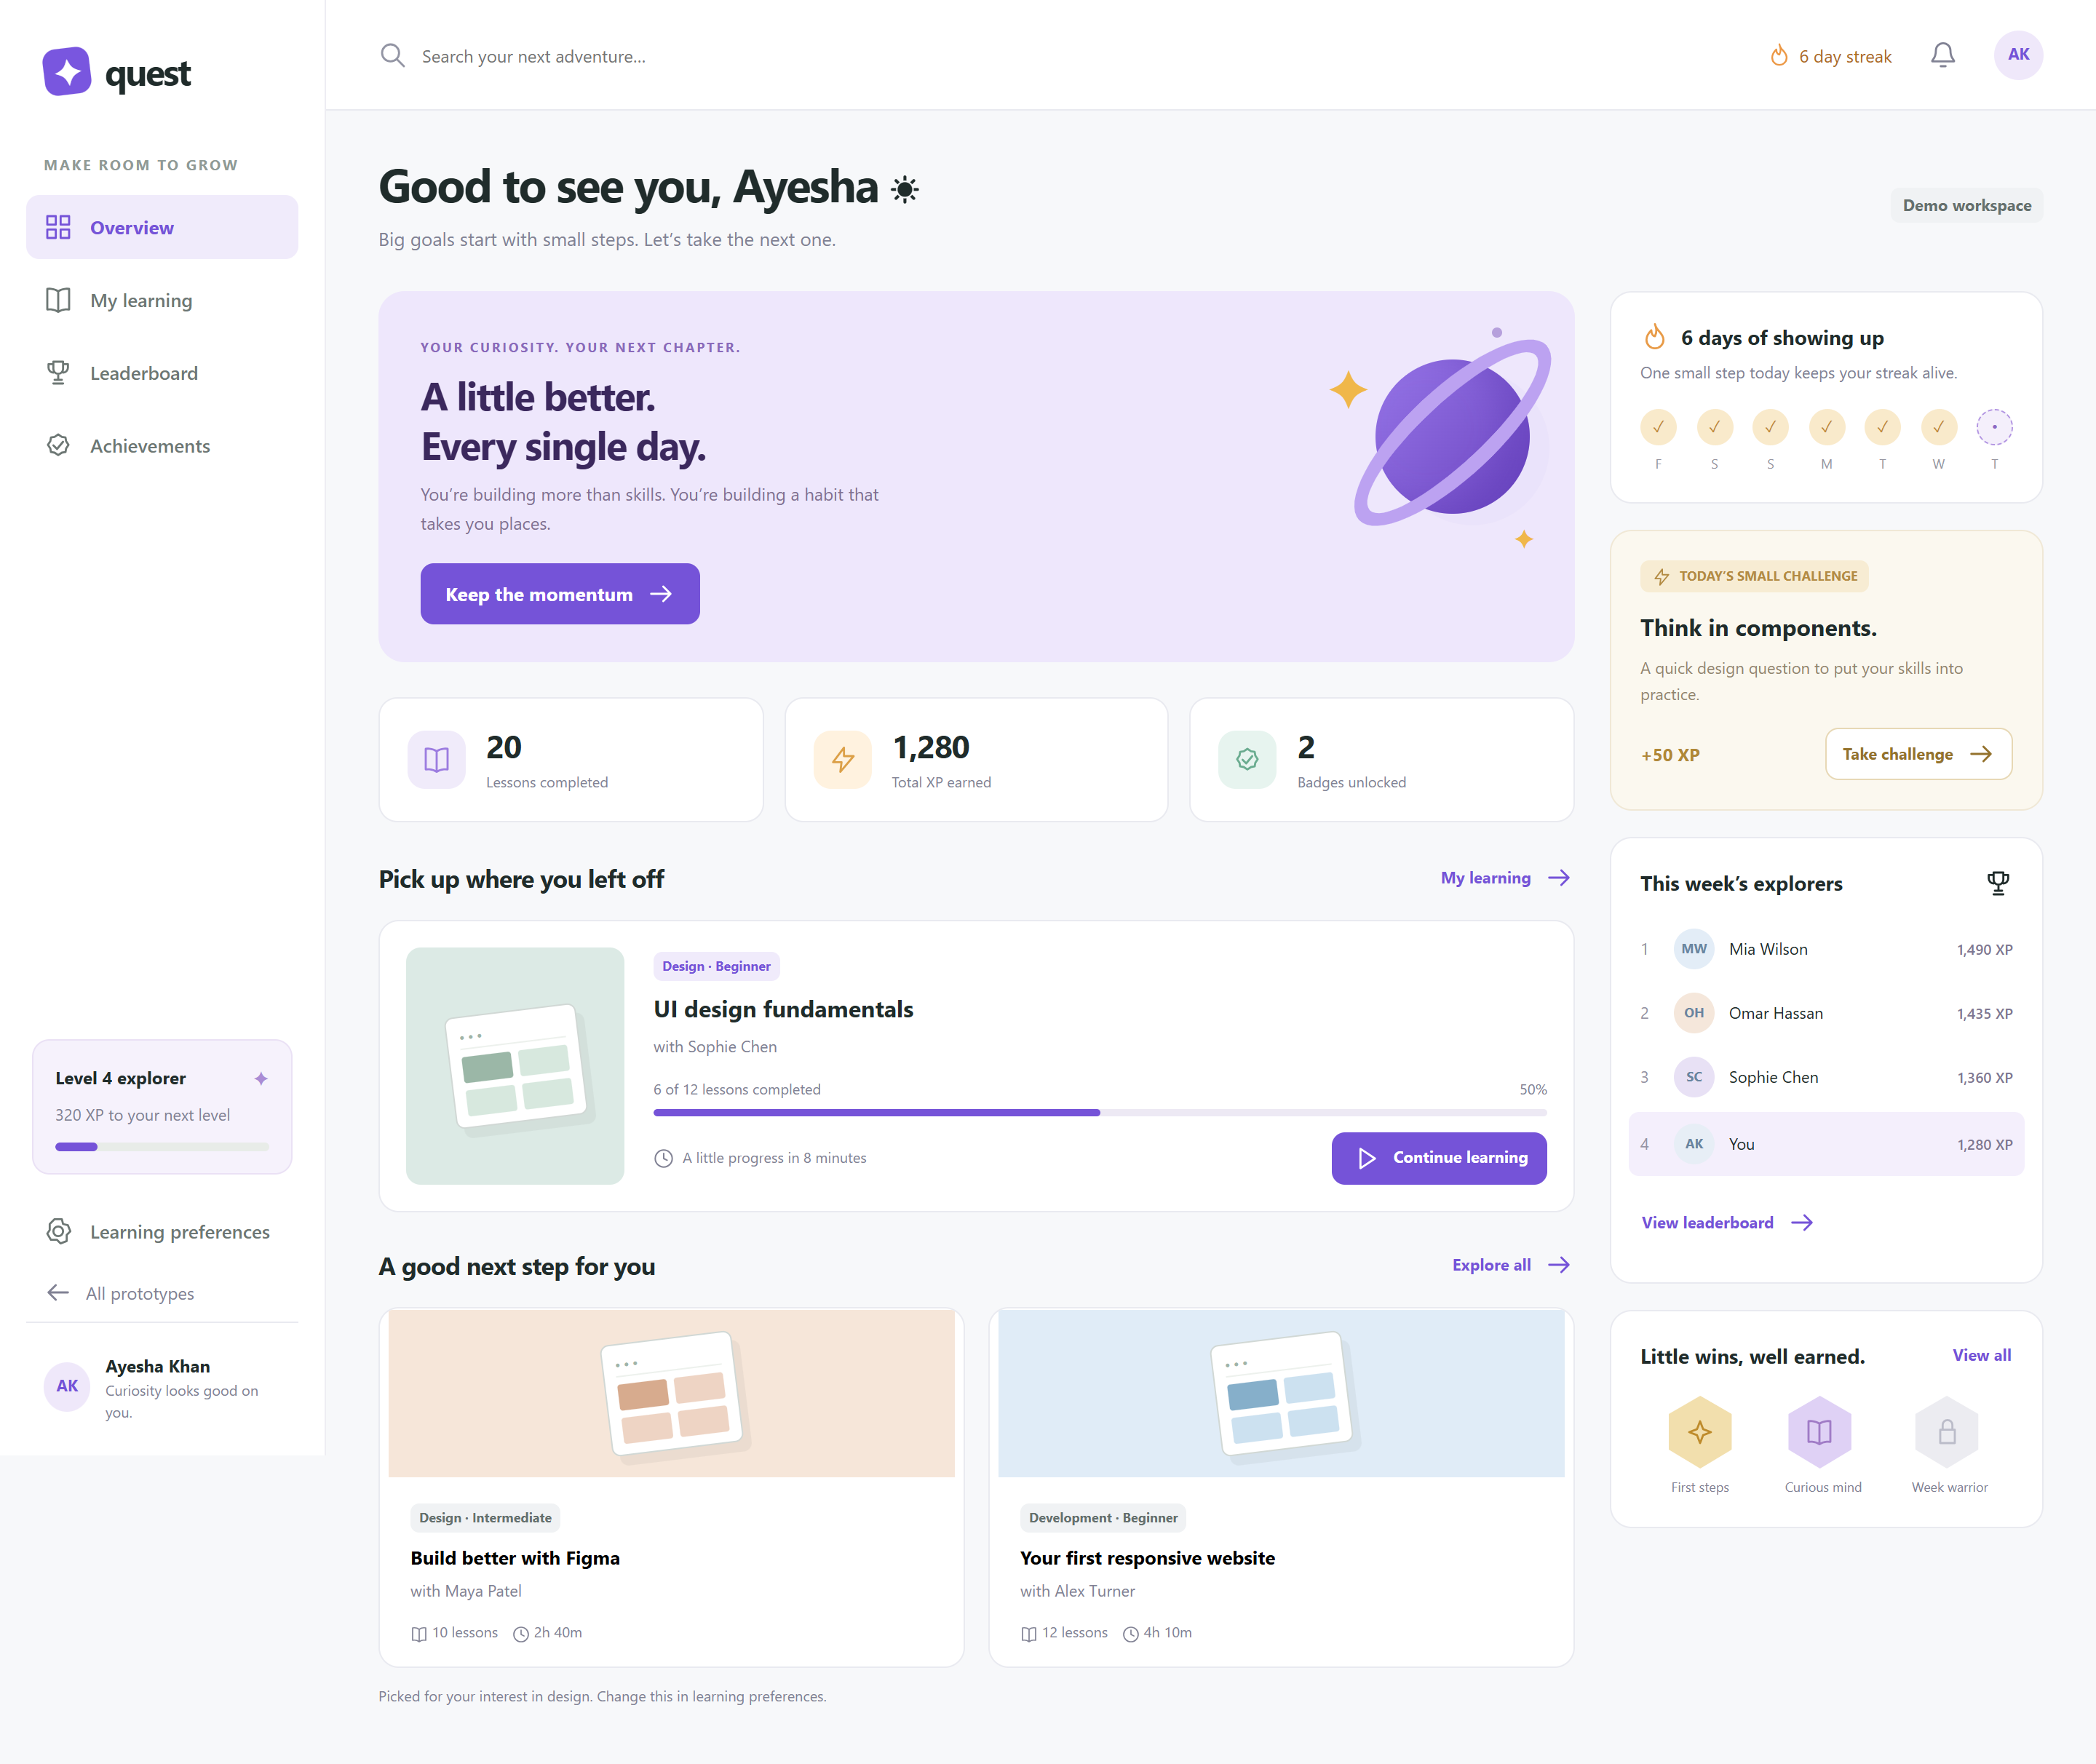 quest
MAKE ROOM TO GROW
Overview
My learning
Leaderboard
Achievements
Level 4 explorer
320 XP to your next level
Learning preferences
All prototypes
AK
Ayesha Khan
Curiosity looks good on
you.
Search your next adventure...
6 day streak
AK
Good to see you, Ayesha
Big goals start with small steps. Let's take the next one.
Demo workspace
YOUR CURIOSITY. YOUR NEXT CHAPTER.
A little better.
Every single day.
You're building more than skills. You're building a habit that
takes you places.
Keep the momentum
20
Lessons completed
1,280
Total XP earned
2
Badges unlocked
Pick up where you left off
My learning
Design · Beginner
UI design fundamentals
with Sophie Chen
6 of 12 lessons completed 50%
A little progress in 8 minutes
Continue learning
A good next step for you
Explore all
Design · Intermediate
Build better with Figma
with Maya Patel
10 lessons 2h 40m
Development · Beginner
Your first responsive website
with Alex Turner
12 lessons 4h 10m
Picked for your interest in design. Change this in learning preferences.
6 days of showing up
One small step today keeps your streak alive.
F S S M T W T
TODAY'S SMALL CHALLENGE
Think in components.
A quick design question to put your skills into
practice.
+50 XP
Take challenge
This week's explorers
1 MW Mia Wilson 1,490 XP
2 OH Omar Hassan 1,435 XP
3 SC Sophie Chen 1,360 XP
4 AK You 1,280 XP
View leaderboard
Little wins, well earned.
View all
First steps
Curious mind
Week warrior